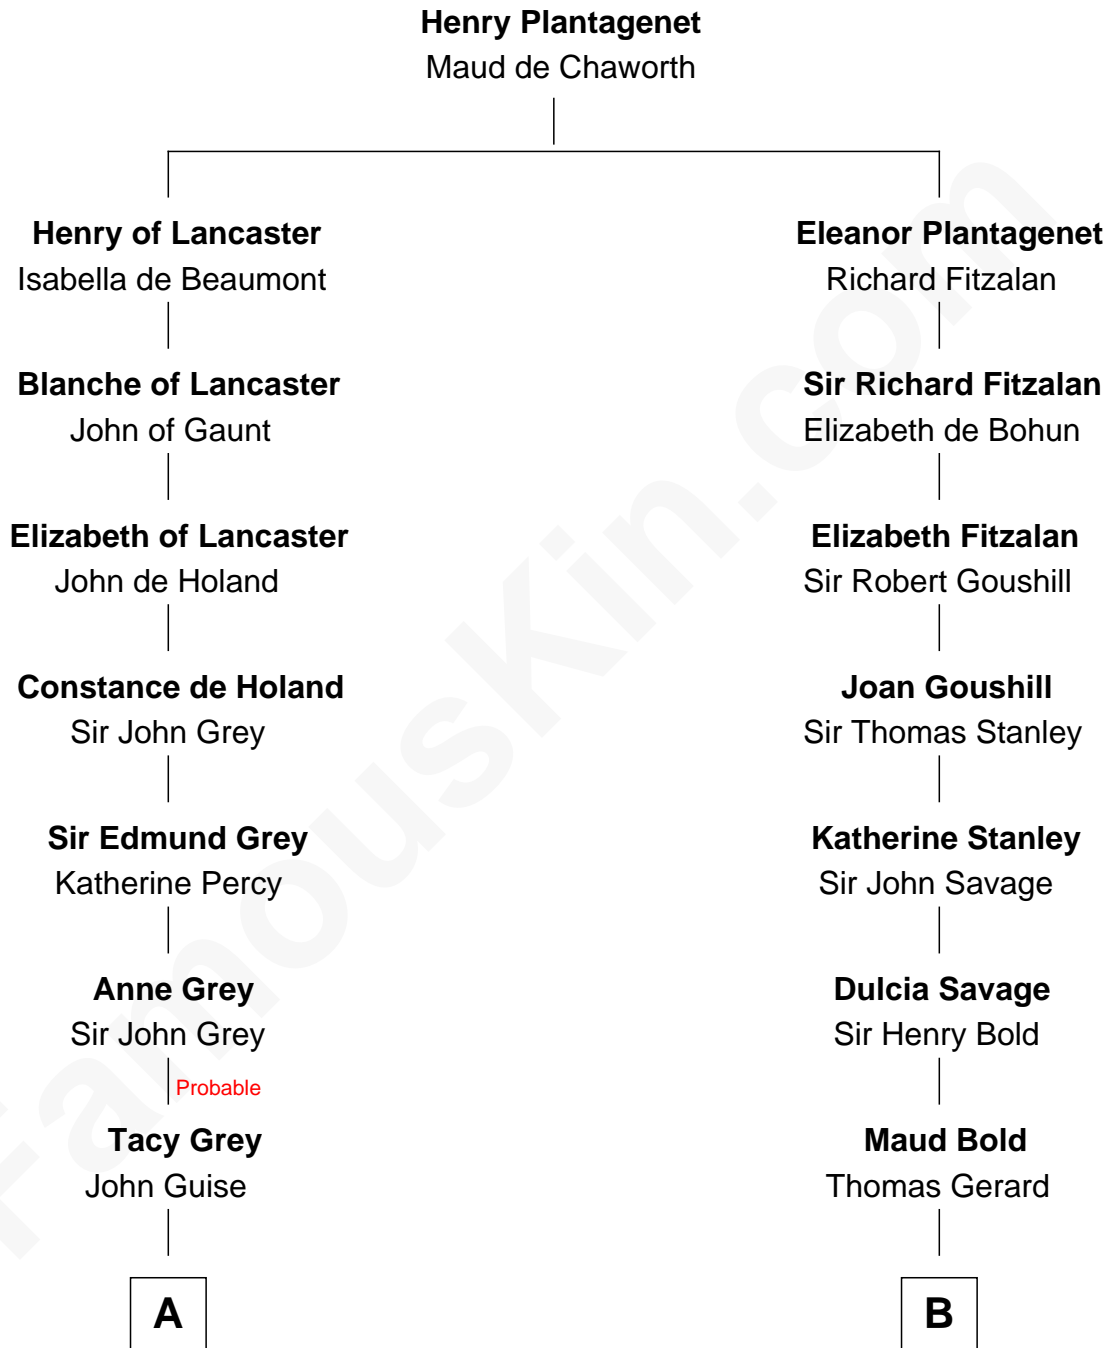 Henry Plantagenet
Maud de Chaworth
Henry of Lancaster
Isabella de Beaumont
Eleanor Plantagenet
Richard Fitzalan
Blanche of Lancaster
John of Gaunt
Sir Richard Fitzalan
Elizabeth de Bohun
Elizabeth of Lancaster
John de Holand
Elizabeth Fitzalan
Sir Robert Goushill
Constance de Holand
Sir John Grey
Joan Goushill
Sir Thomas Stanley
Sir Edmund Grey
Katherine Percy
Katherine Stanley
Sir John Savage
Anne Grey
Sir John Grey
Dulcia Savage
Sir Henry Bold
Probable
Tacy Grey
John Guise
Maud Bold
Thomas Gerard
A
B
FamousKin.com